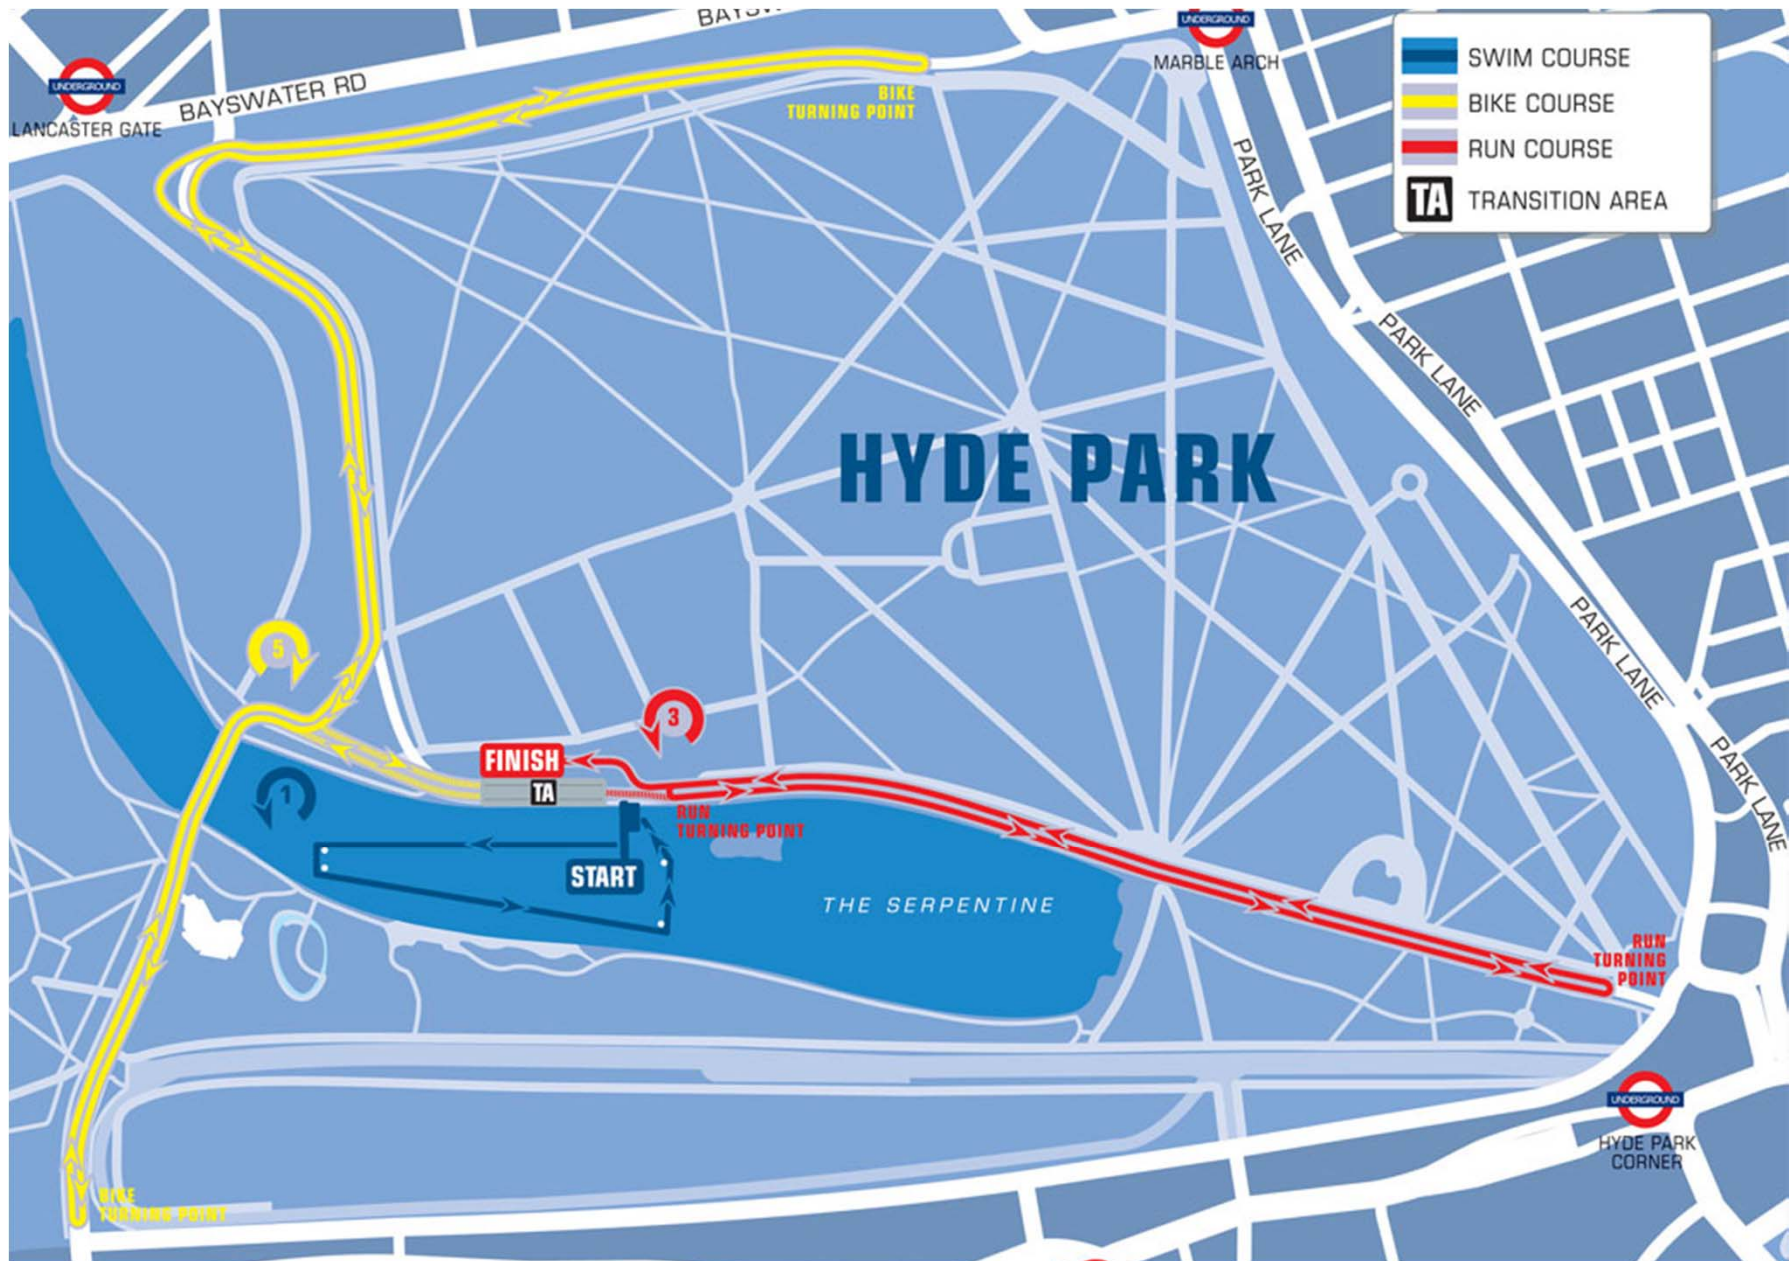 BAYSW
UNDERGROUND
MARBLE ARCH
UNDERGROUND
LANCASTER GATE
BAYSWATER RD
BIKE
TURNING POINT
SWIM COURSE
BIKE COURSE
RUN COURSE
TA TRANSITION AREA
PARK LANE
PARK LANE
HYDE PARK
PARK LANE
PARK LANE
5
3
FINISH
TA
1
RUN
TURNING POINT
START
THE SERPENTINE
RUN
TURNING
POINT
UNDERGROUND
HYDE PARK
CORNER
BIKE
TURNING POINT